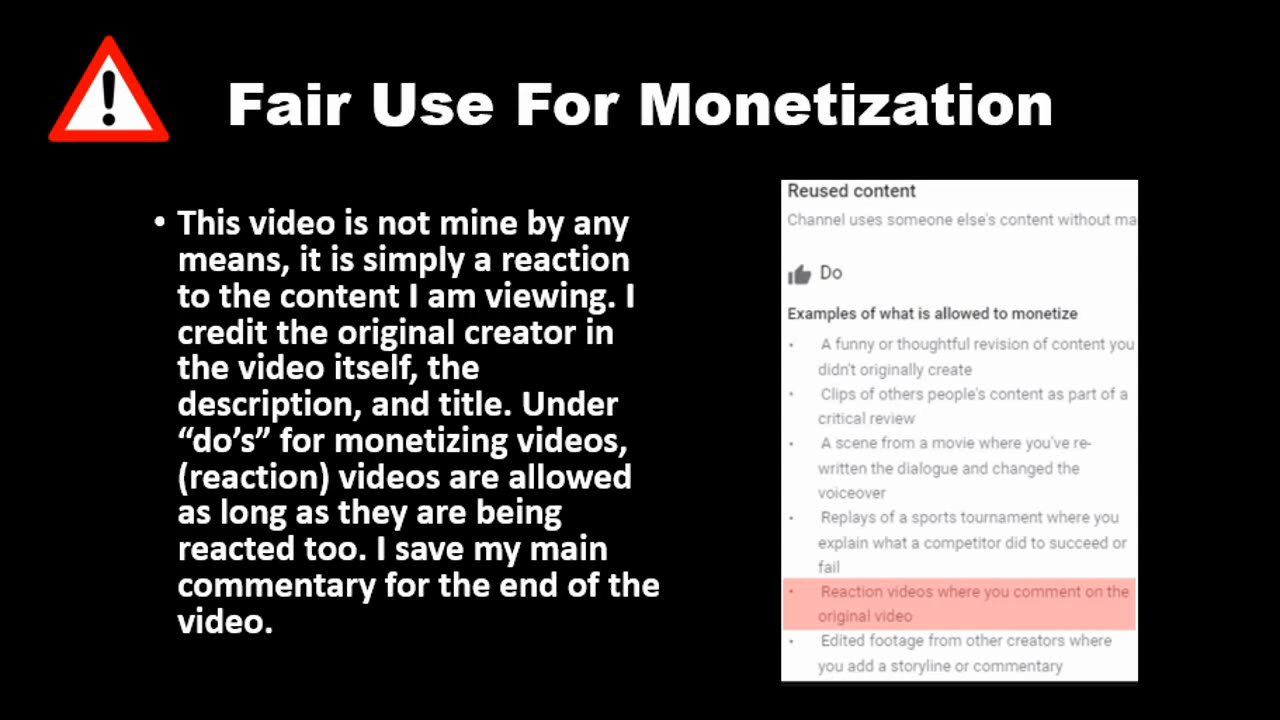 Fair Use For Monetization
• This video is not mine by any
means, it is simply a reaction
to the content I am viewing. I
credit the original creator in
the video itself, the
description, and title. Under
“do’s” for monetizing videos,
(reaction) videos are allowed
as long as they are being
reacted too. I save my main
commentary for the end of the
video.
Reused content
Channel uses someone else's content without ma
Do
Examples of what is allowed to monetize
• A funny or thoughtful revision of content you
didn't originally create
• Clips of others people's content as part of a
critical review
• A scene from a movie where you've re-
written the dialogue and changed the
voiceover
• Replays of a sports tournament where you
explain what a competitor did to succeed or
fail
• Reaction videos where you comment on the
original video
• Edited footage from other creators where
you add a storyline or commentary